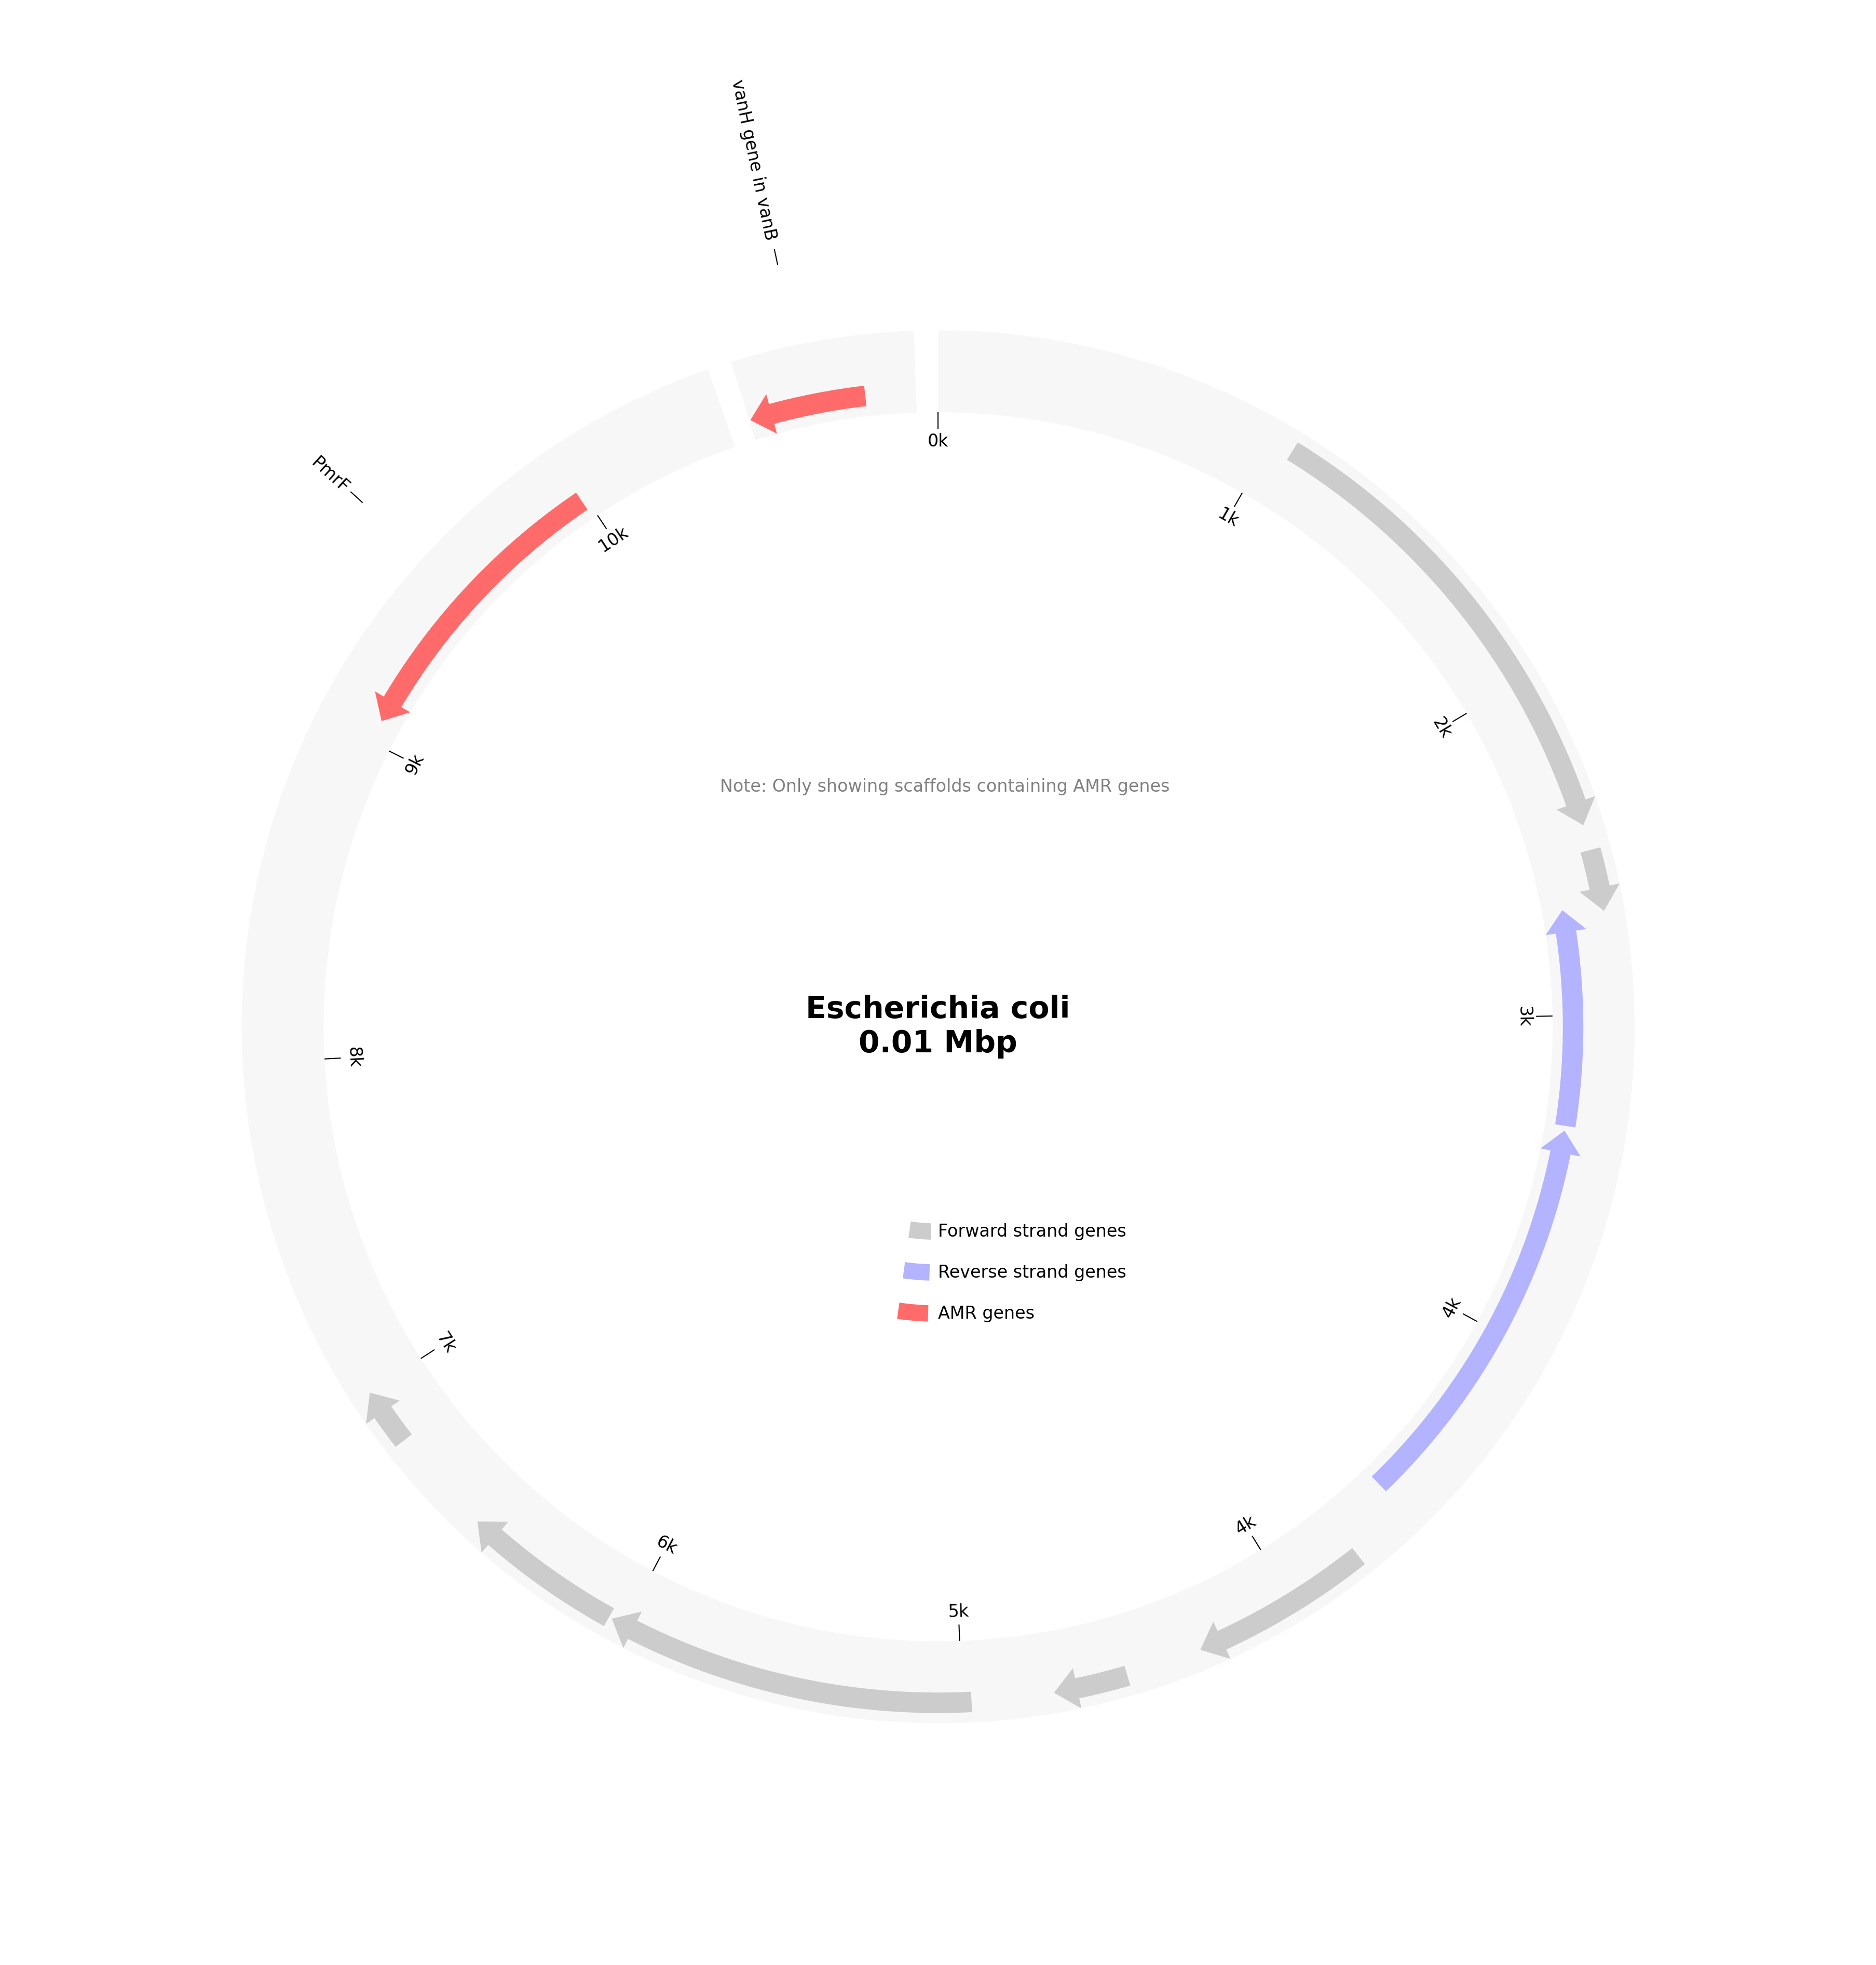 vanH gene in vanB
PmrF
0k
1k
2k
3k
4k
4k
5k
6k
7k
8k
9k
10k
Note: Only showing scaffolds containing AMR genes
Escherichia coli
0.01 Mbp
Forward strand genes
Reverse strand genes
AMR genes